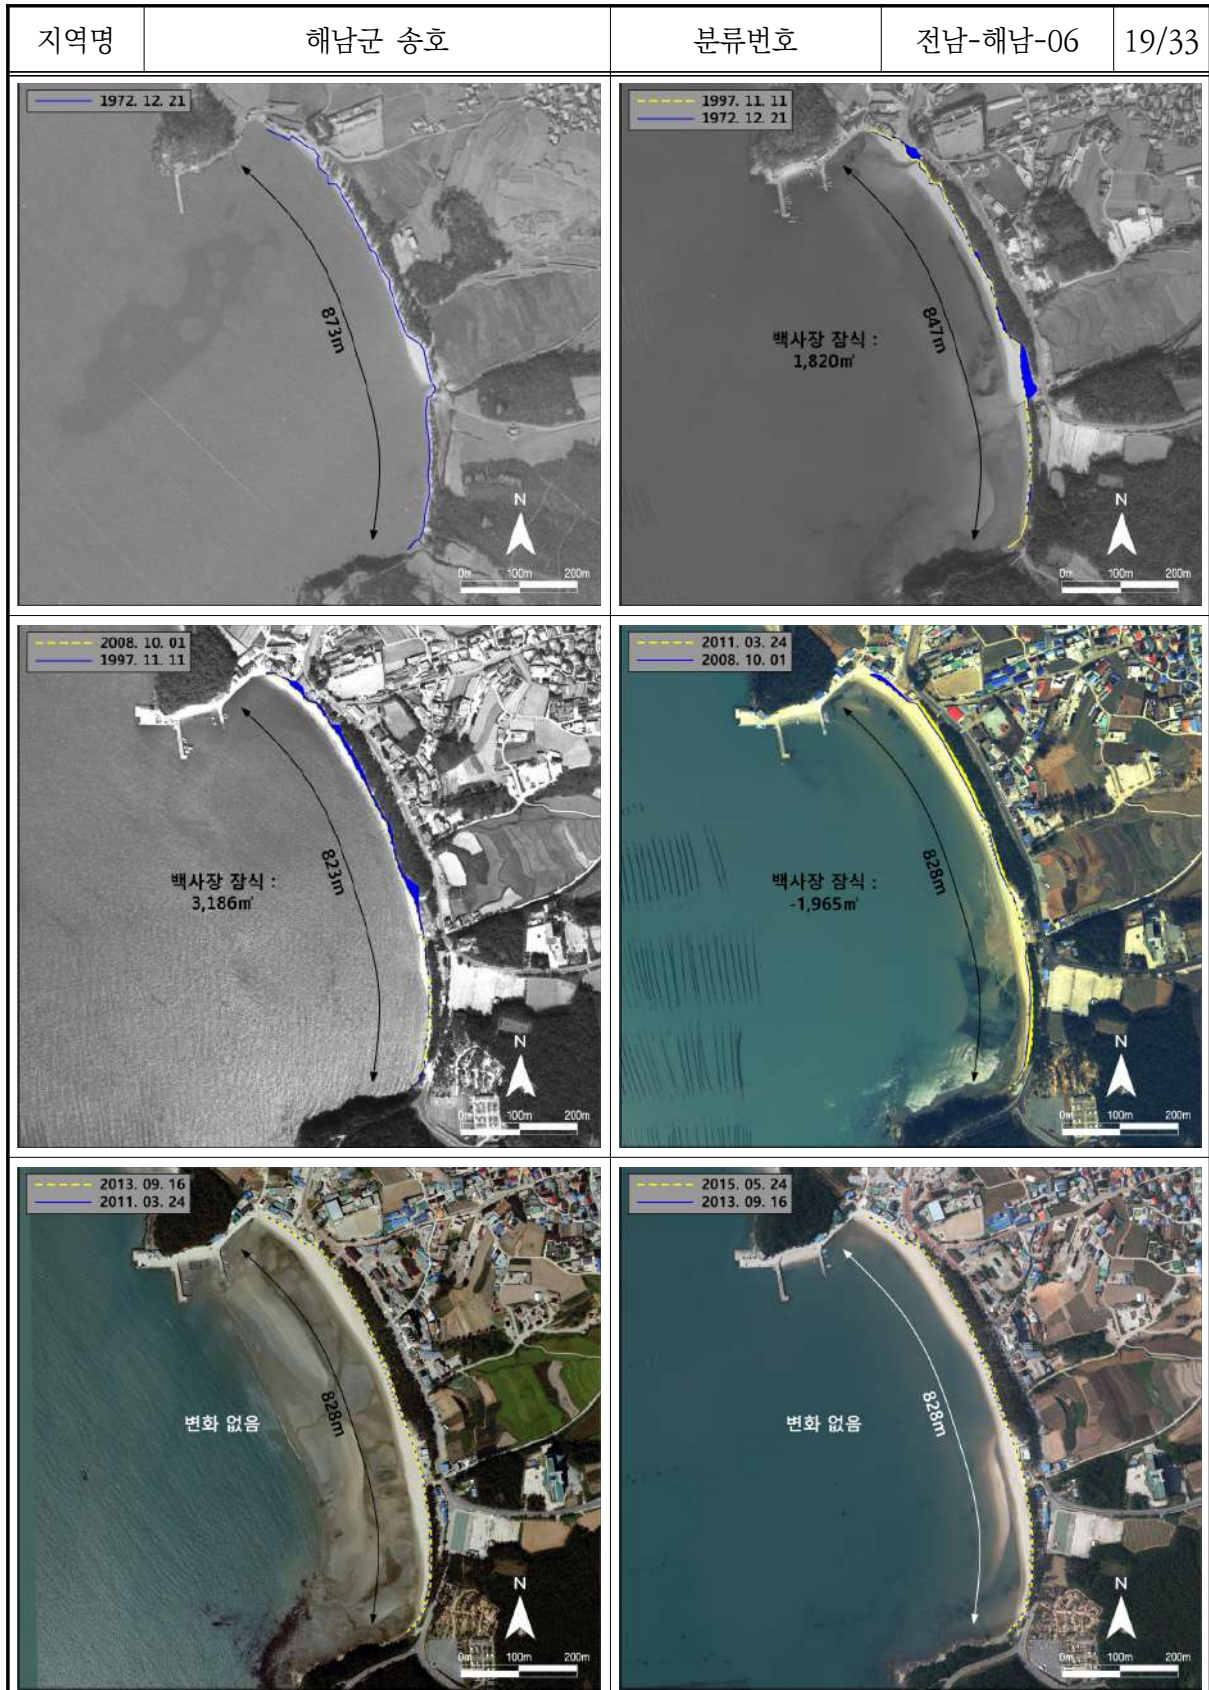 지역명 해남군 송호 분류번호 전남-해남-06 19/33
1972. 12. 21
873m
N
0m 100m 200m
1997. 11. 11
1972. 12. 21
847m
백사장 잠식 :
1,820㎡
N
0m 100m 200m
2008. 10. 01
1997. 11. 11
823m
백사장 잠식 :
3,186㎡
N
0m 100m 200m
2011. 03. 24
2008. 10. 01
828m
백사장 잠식 :
-1,965㎡
N
0m 100m 200m
2013. 09. 16
2011. 03. 24
828m
변화 없음
N
0m 100m 200m
2015. 05. 24
2013. 09. 16
828m
변화 없음
N
0m 100m 200m